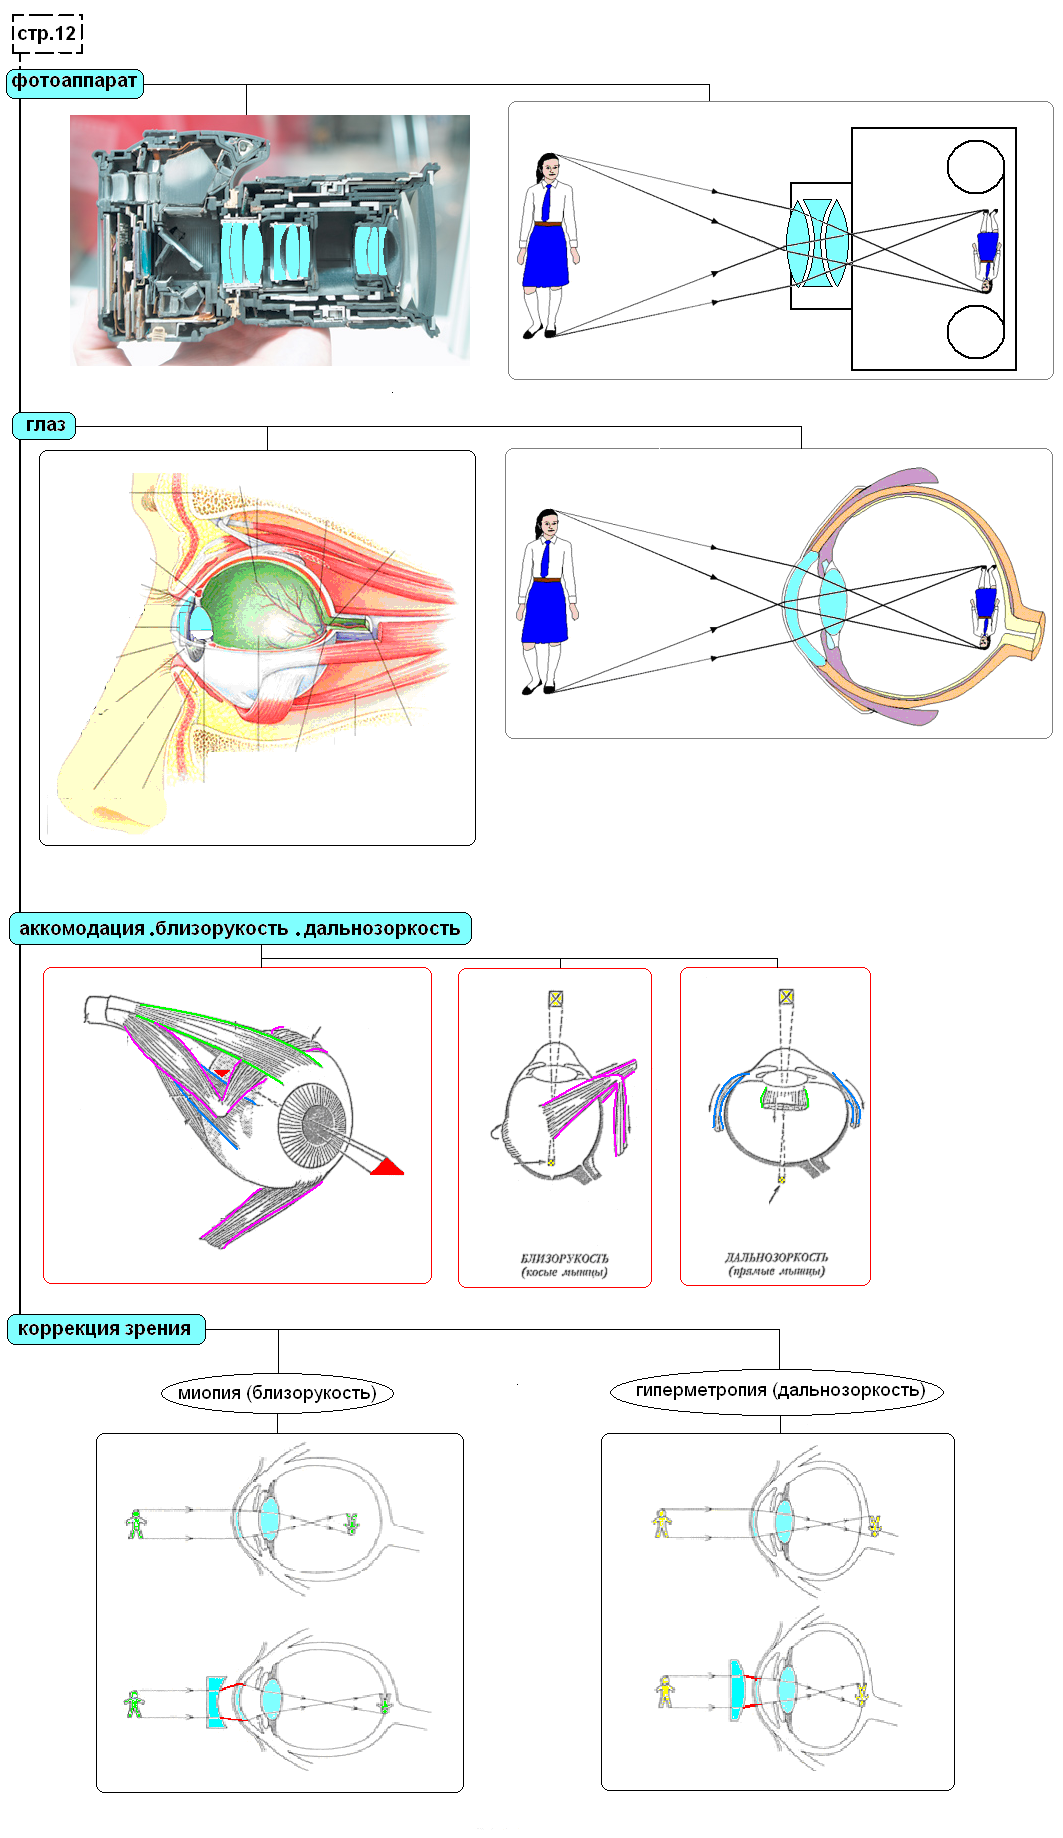 стр.12
фотоаппарат
глаз
аккомодация .близорукость . дальнозоркость
БЛИЗОРУКОСТЬ
(косые мышцы)
ДАЛЬНОЗОРКОСТЬ
(прямые мышцы)
коррекция зрения
миопия (близорукость)
гиперметропия (дальнозоркость)